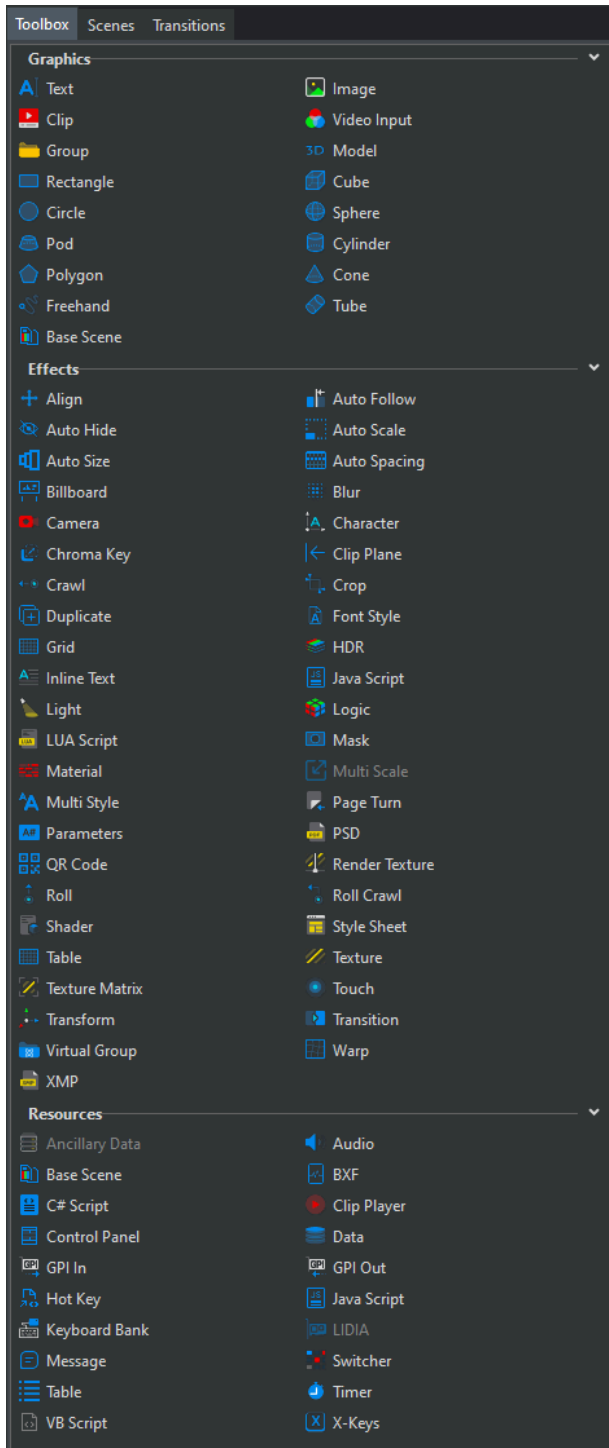 Toolbox Scenes Transitions
Graphics
Text Image
Clip Video Input
Group 3D Model
Rectangle Cube
Circle Sphere
Pod Cylinder
Polygon Cone
Freehand Tube
Base Scene
Effects
Align Auto Follow
Auto Hide Auto Scale
Auto Size Auto Spacing
Billboard Blur
Camera Character
Chroma Key Clip Plane
Crawl Crop
Duplicate Font Style
Grid HDR
Inline Text JS Java Script
Light Logic
LUA LUA Script Mask
Material Multi Scale
Multi Style Page Turn
A# Parameters PSD
QR Code Render Texture
Roll Roll Crawl
Shader Style Sheet
Table Texture
Texture Matrix Touch
Transform Transition
Virtual Group Warp
XMP
Resources
Ancillary Data Audio
Base Scene BXF
C# Script Clip Player
Control Panel Data
GPI GPI In GPI GPI Out
Hot Key JS Java Script
Keyboard Bank LIDIA
Message Switcher
Table Timer
VB Script X X-Keys